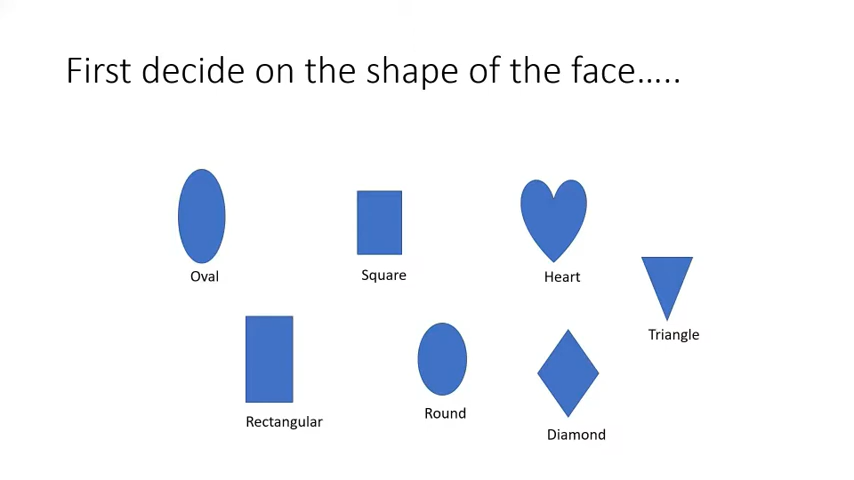 First decide on the shape of the face…..
Oval
Square
Heart
Triangle
Rectangular
Round
Diamond